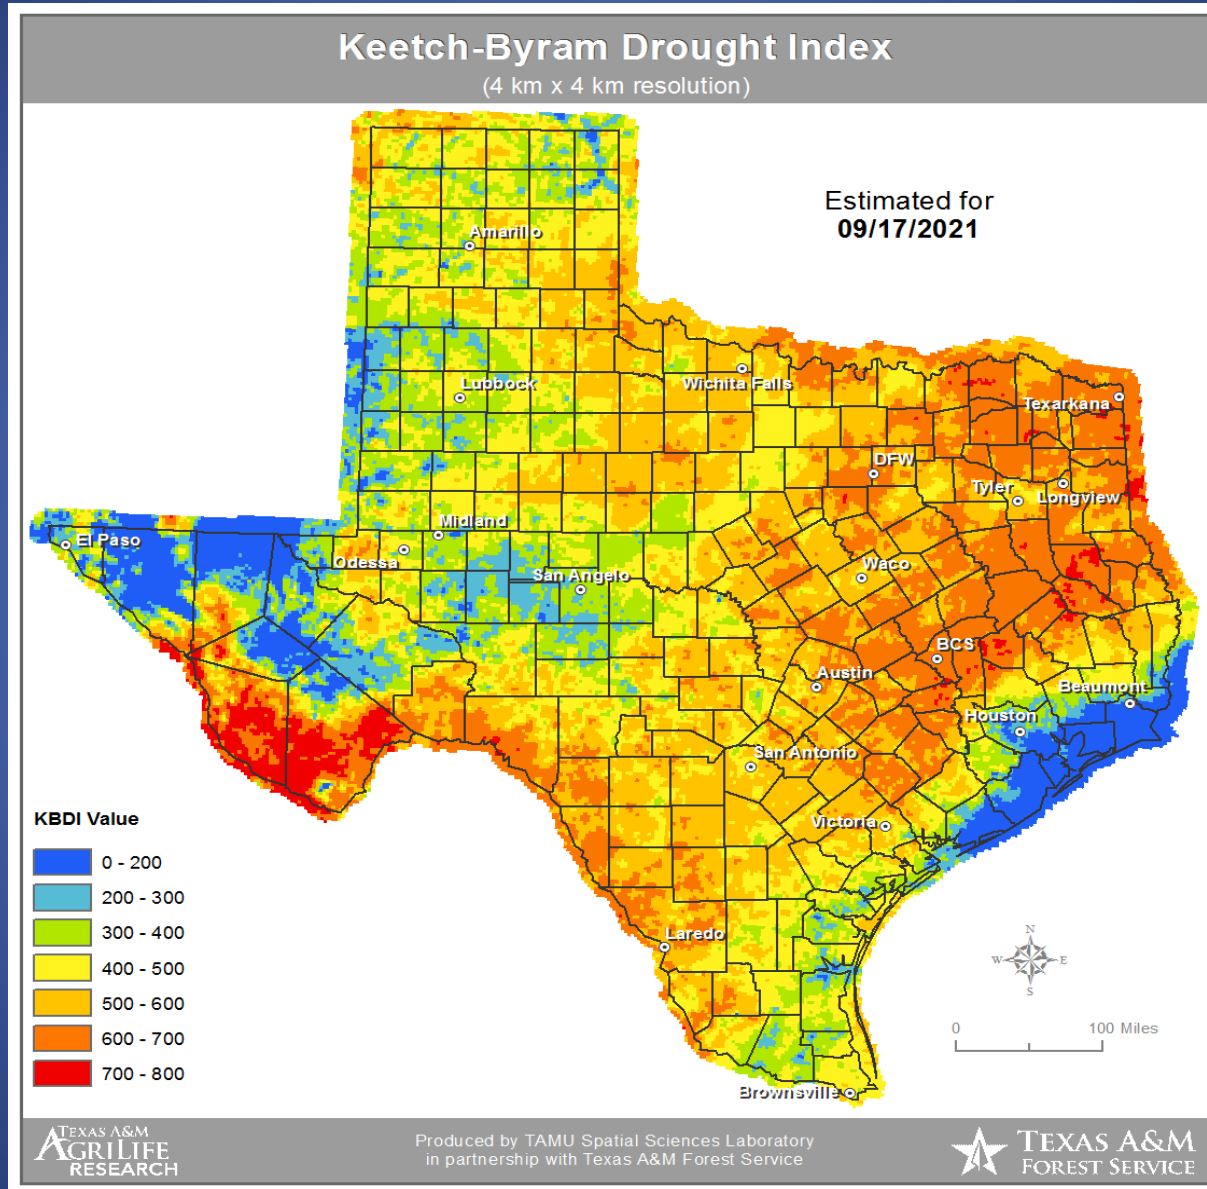 Keetch-Byram Drought Index
(4 km x 4 km resolution)
Estimated for
09/17/2021
Amarillo
Lubbock
Wichita Falls
Texarkana
DFW
Tyler
Longview
Midland
El Paso
Odessa
San Angelo
Waco
BCS
Austin
Beaumont
Houston
San Antonio
Victoria
Laredo
Brownsville
KBDI Value
0 - 200
200 - 300
300 - 400
400 - 500
500 - 600
600 - 700
700 - 800
N
W E
S
0 100 Miles
TEXAS A&M
AGRILIFE
RESEARCH
Produced by TAMU Spatial Sciences Laboratory
in partnership with Texas A&M Forest Service
TEXAS A&M
FOREST SERVICE